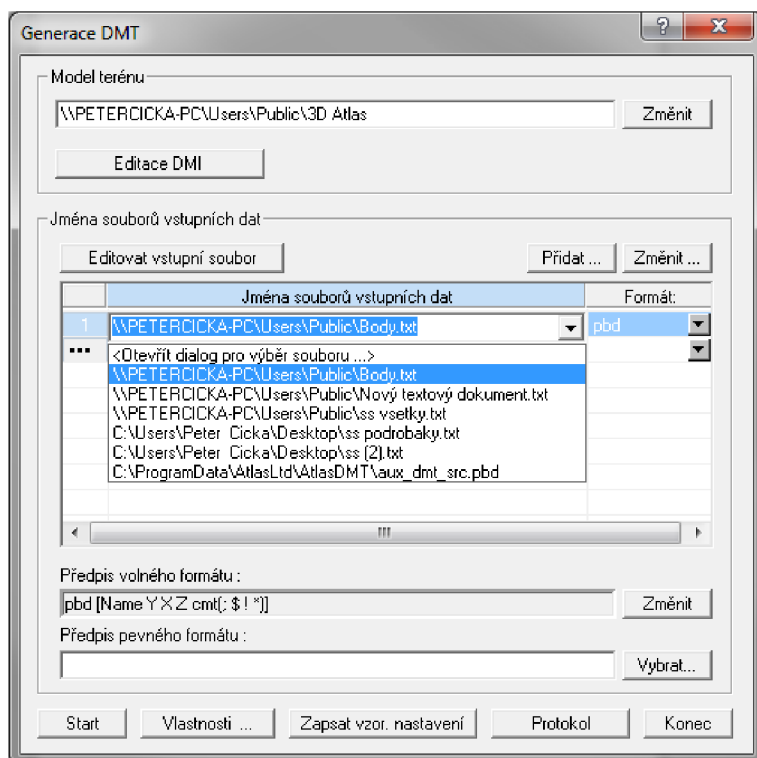 Generace DMT
Model terénu
\\PETERCICKA-PC\Users\Public\3D Atlas
Změnit
Editace DMI
Jména souborů vstupních dat
Editovat vstupní soubor
Přidat ...
Změnit ...
Jména souborů vstupních dat
Formát:
1
\\PETERCICKA-PC\Users\Public\Body.txt
pbd
<Otevřít dialog pro výběr souboru ...>
\\PETERCICKA-PC\Users\Public\Body.txt
\\PETERCICKA-PC\Users\Public\Nový textový dokument.txt
\\PETERCICKA-PC\Users\Public\ss vsetky.txt
C:\Users\Peter Cicka\Desktop\ss podrobaky.txt
C:\Users\Peter Cicka\Desktop\ss (2).txt
C:\ProgramData\AtlasLtd\AtlasDMT\aux_dmt_src.pbd
Předpis volného formátu :
pbd [Name Y X Z cmt(; $ ! *)]
Změnit
Předpis pevného formátu :
Vybrat...
Start
Vlastnosti ...
Zapsat vzor. nastavení
Protokol
Konec